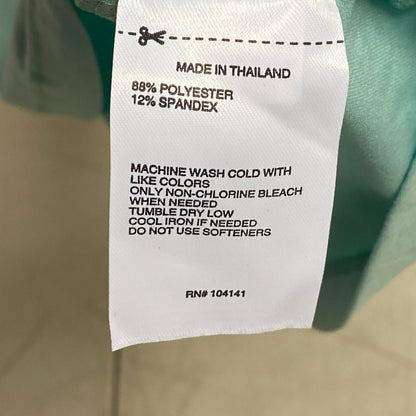 MADE IN THAILAND
88% POLYESTER
12% SPANDEX
MACHINE WASH COLD WITH
LIKE COLORS
ONLY NON-CHLORINE BLEACH
WHEN NEEDED
TUMBLE DRY LOW
COOL IRON IF NEEDED
DO NOT USE SOFTENERS
RN# 104141